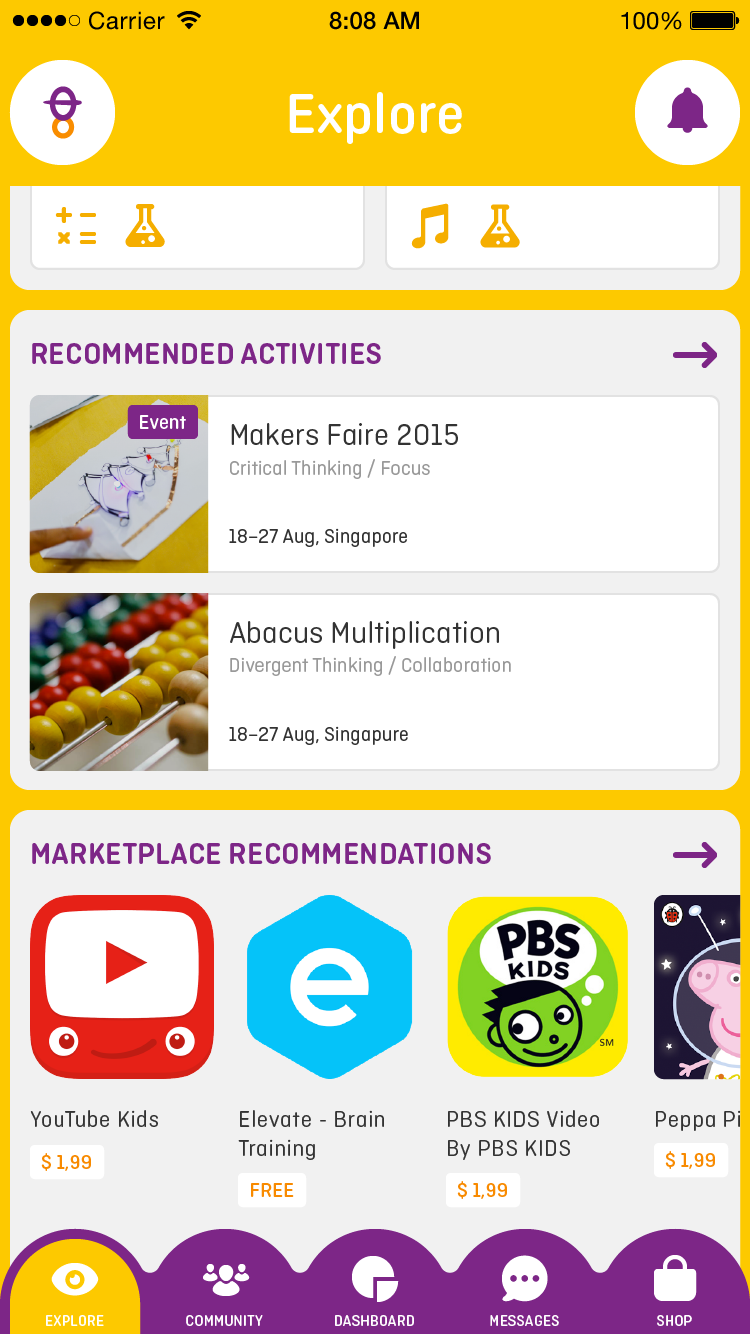 Carrier
8:08 AM
100%
Explore
RECOMMENDED ACTIVITIES
Event
Makers Faire 2015
Critical Thinking / Focus
18–27 Aug, Singapore
Abacus Multiplication
Divergent Thinking / Collaboration
18–27 Aug, Singapure
MARKETPLACE RECOMMENDATIONS
e
PBS
KIDS
SM
YouTube Kids
$ 1,99
Elevate - Brain
Training
FREE
PBS KIDS Video
By PBS KIDS
$ 1,99
Peppa Pi
$ 1,99
EXPLORE
COMMUNITY
DASHBOARD
MESSAGES
SHOP